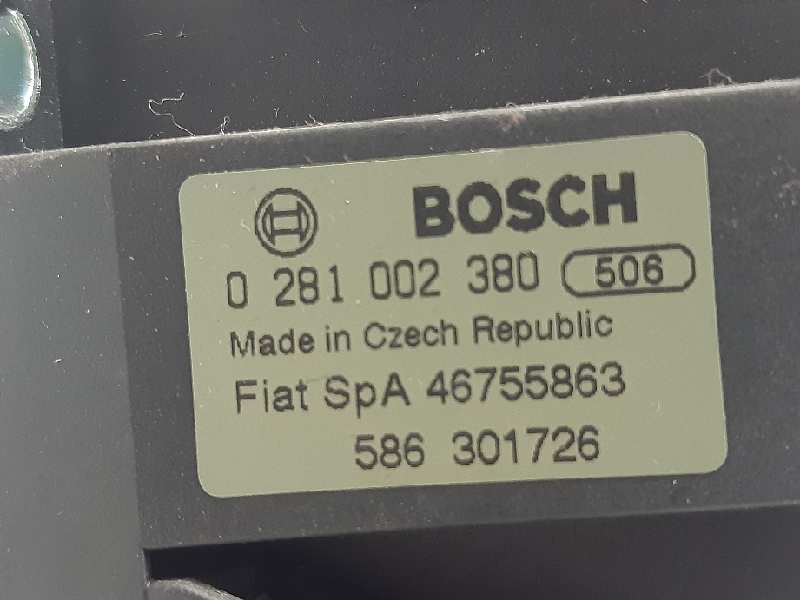 BOSCH
0 281 002 380 506
Made in Czech Republic
Fiat SpA 46755863
586 301726